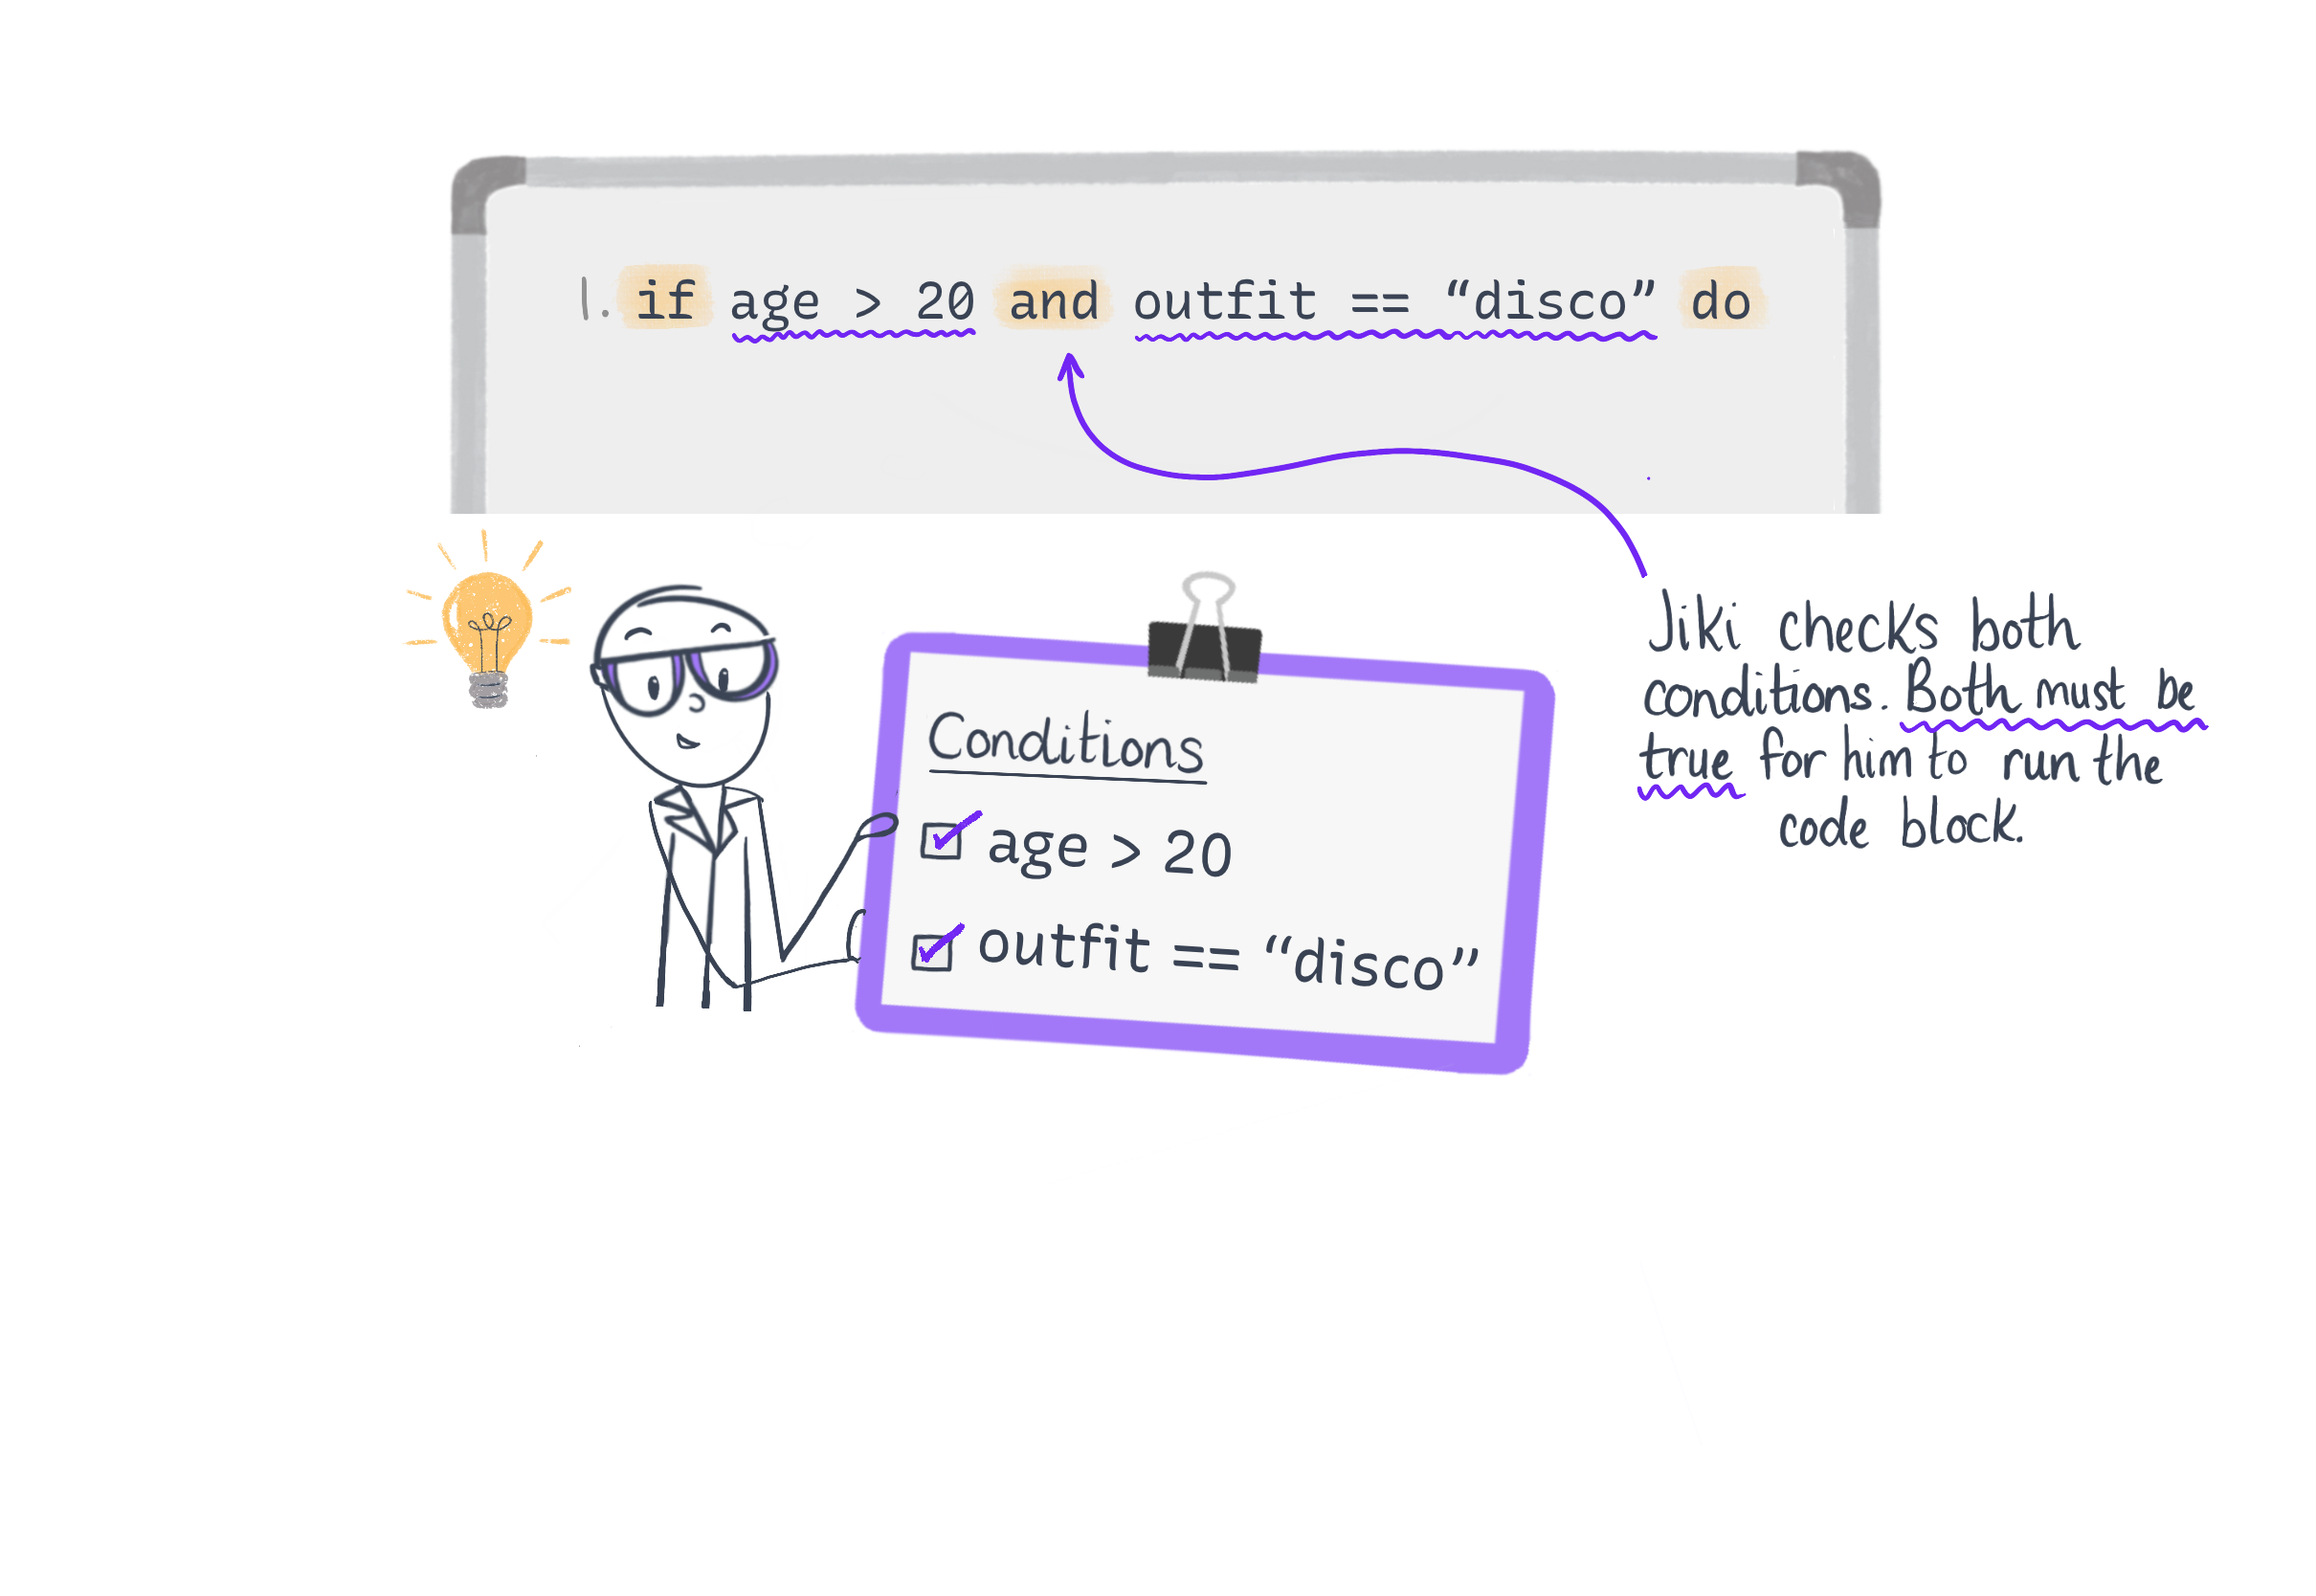 1. if age > 20 and outfit == “disco” do
Jiki checks both
conditions. Both must be
true for him to run the
code block.
Conditions
age > 20
outfit == “disco”